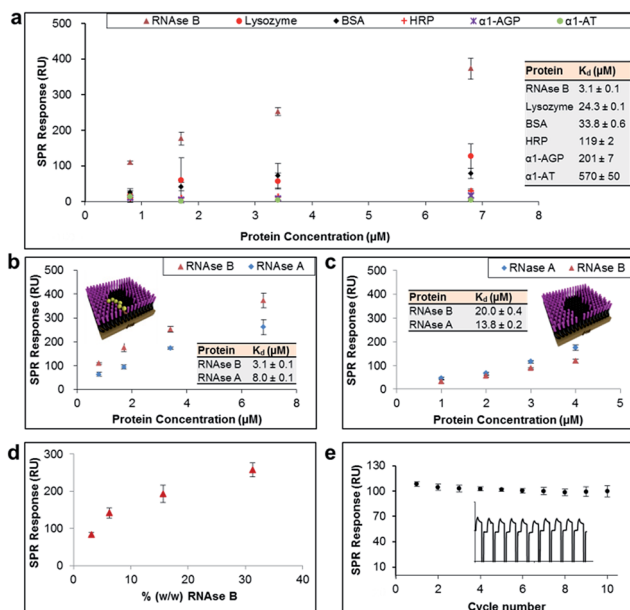 a
RNAse B Lysozyme BSA HRP α1-AGP α1-AT
500
400
300
200
100
0
SPR Response (RU)
0 1 2 3 4 5 6 7 8
Protein Concentration (µM)
Protein Kd (µM)
RNAse B 3.1 ± 0.1
Lysozyme 24.3 ± 0.1
BSA 33.8 ± 0.6
HRP 119 ± 2
α1-AGP 201 ± 7
α1-AT 570 ± 50
b
RNAse B RNAse A
500
400
300
200
100
0
SPR Response (RU)
0 2 4 6 8
Protein Concentration (µM)
Protein Kd (µM)
RNAse B 3.1 ± 0.1
RNAse A 8.0 ± 0.1
c
RNAse A RNAse B
500
400
300
200
100
0
SPR Response (RU)
0 1 2 3 4 5 6
Protein Concentration (µM)
Protein Kd (µM)
RNAse B 20.0 ± 0.4
RNAse A 13.8 ± 0.2
d
300
200
100
0
SPR Response (RU)
0 10 20 30 40
% (w/w) RNAse B
e
130
100
70
40
10
SPR Response (RU)
0 2 4 6 8 10
Cycle number